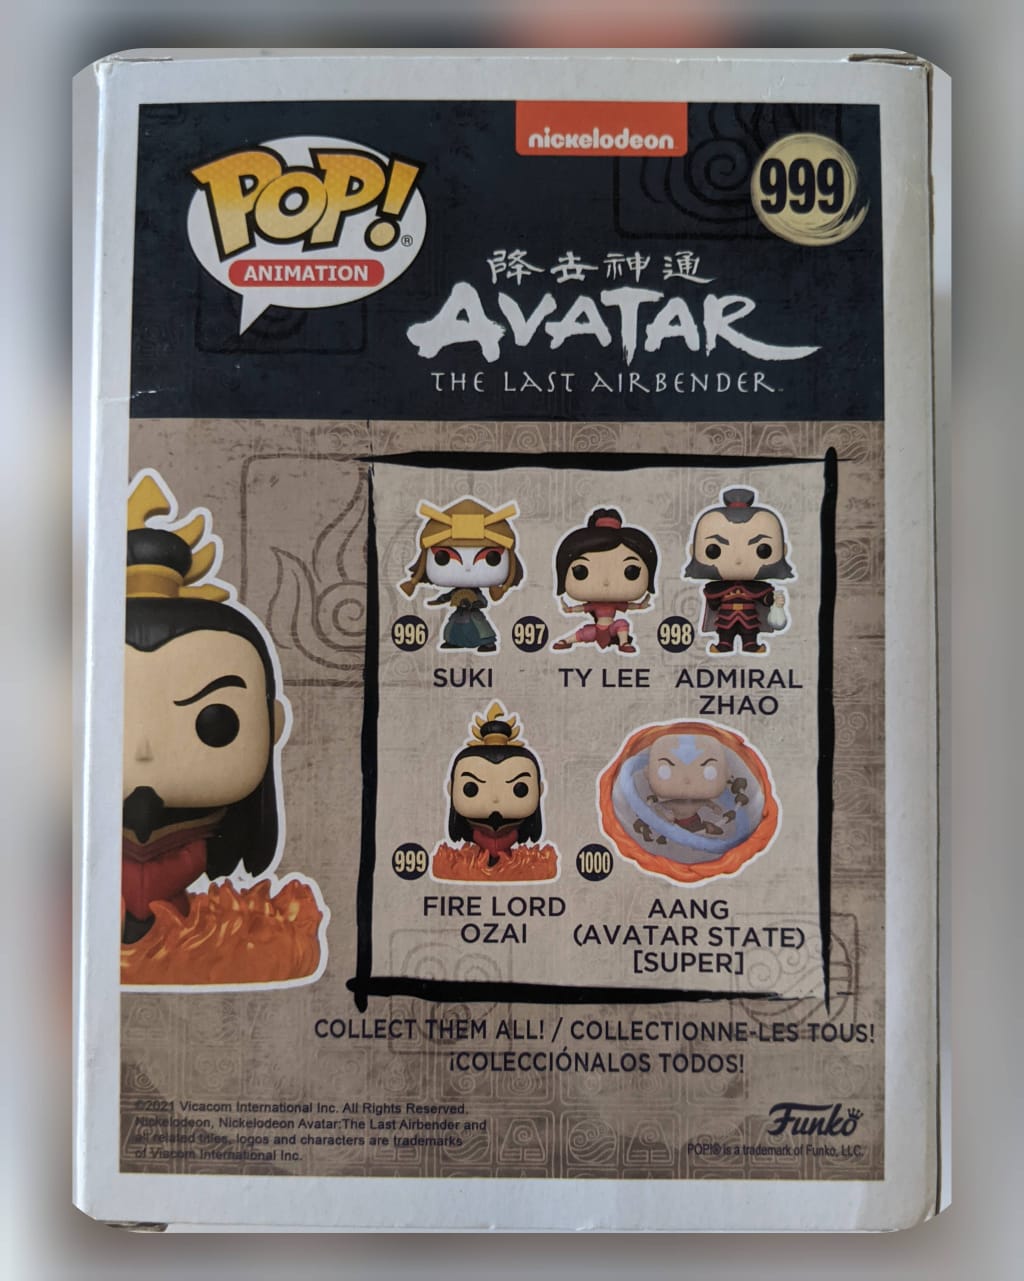 nickelodeon
POP!®
ANIMATION
999
降去神通
AVATAR
THE LAST AIRBENDER™
996
997
998
SUKI
TY LEE
ADMIRAL
ZHAO
999
1000
FIRE LORD
OZAI
AANG
(AVATAR STATE)
[SUPER]
COLLECT THEM ALL! / COLLECTIONNE-LES TOUS!
¡COLECCIÓNALOS TODOS!
©2021 Vicacom International Inc. All Rights Reserved.
Nickelodeon, Nickelodeon Avatar:The Last Airbender and
all related titles, logos and characters are trademarks
of Viacom International Inc.
Funko
POP!® is a trademark of Funko, LLC.